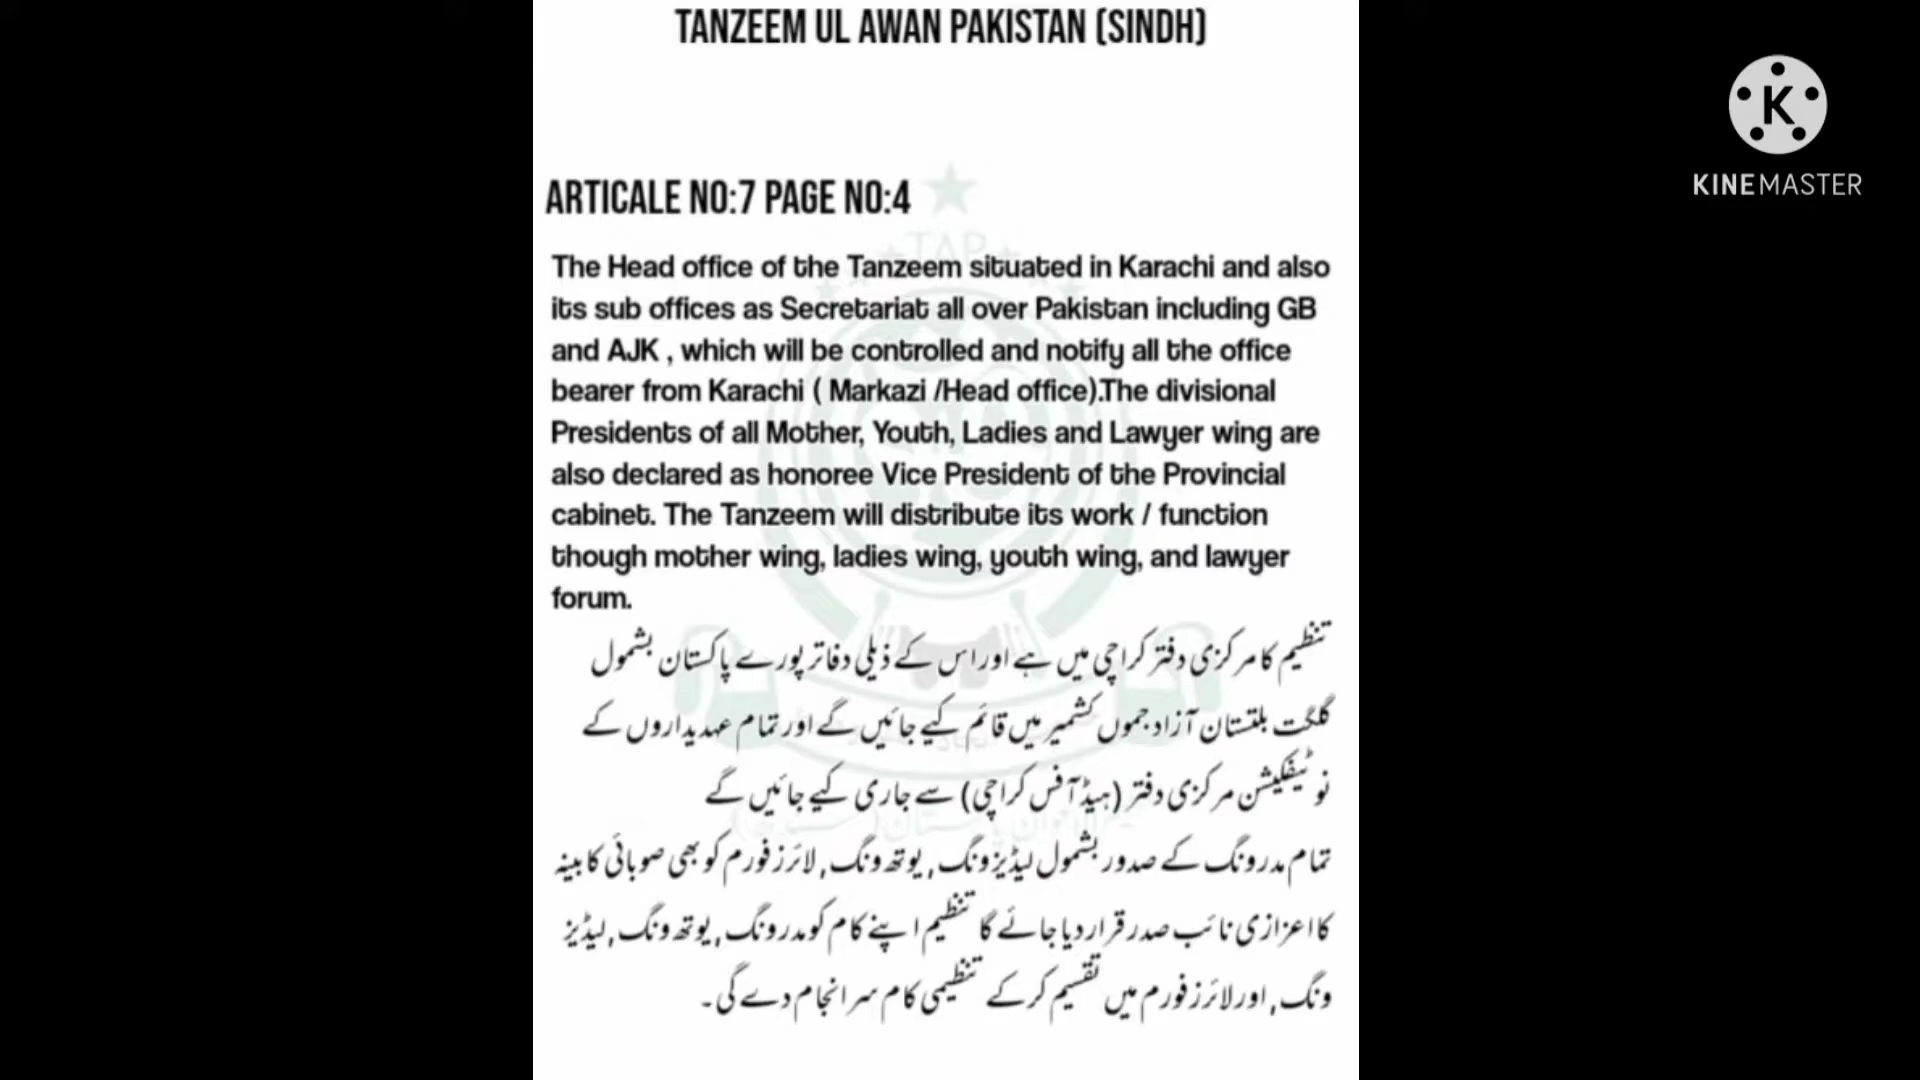 TANZEEM UL AWAN PAKISTAN (SINDH)
KINEMASTER
ARTICALE NO:7 PAGE NO:4
TAP
The Head office of the Tanzeem situated in Karachi and also
its sub offices as Secretariat all over Pakistan including GB
and AJK , which will be controlled and notify all the office
bearer from Karachi ( Markazi /Head office).The divisional
Presidents of all Mother, Youth, Ladies and Lawyer wing are
also declared as honoree Vice President of the Provincial
cabinet. The Tanzeem will distribute its work / function
though mother wing, ladies wing, youth wing, and lawyer
forum.
تنظیم کا مرکزی دفتر کراچی میں ہے اور اس کے ذیلی دفاتر پورے پاکستان بشمول
گلگت بلتستان آزاد جموں کشمیر میں قائم کیے جائیں گے اور تمام عہدیداروں کے
نوٹیفکیشن مرکزی دفتر (ہیڈ آفس کراچی) سے جاری کیے جائیں گے
تمام مدر ونگ کے صدور بشمول لیڈیز ونگ, یوتھ ونگ, لائرز فورم کو بھی صوبائی کابینہ
کا اعزازی نائب صدر قرار دیا جائے گا تنظیم اپنے کام کو مدر ونگ, یوتھ ونگ, لیڈیز
ونگ, اور لائرز فورم میں تقسیم کر کے تنظیمی کام سر انجام دے گی۔